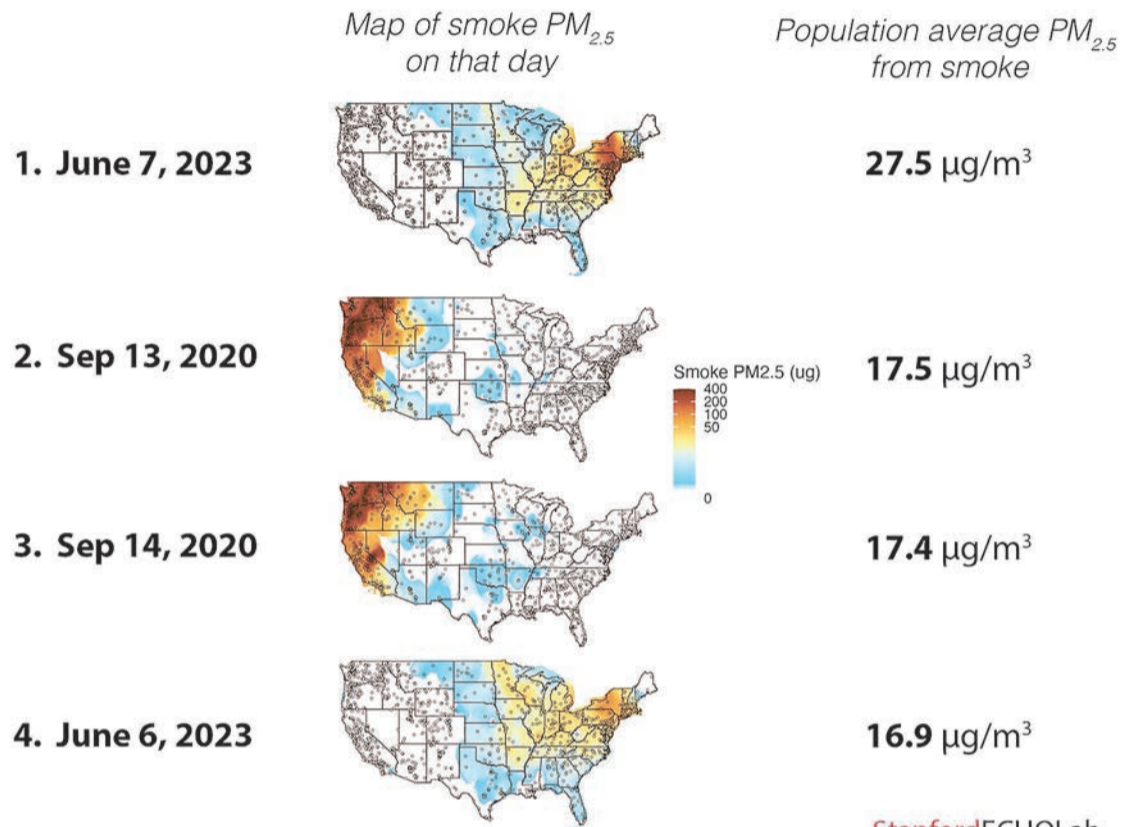 Map of smoke PM2.5
on that day
Population average PM2.5
from smoke
1. June 7, 2023
27.5 µg/m³
2. Sep 13, 2020
17.5 µg/m³
Smoke PM2.5 (ug)
400
200
100
50
0
3. Sep 14, 2020
17.4 µg/m³
4. June 6, 2023
16.9 µg/m³
StanfordECHOLab